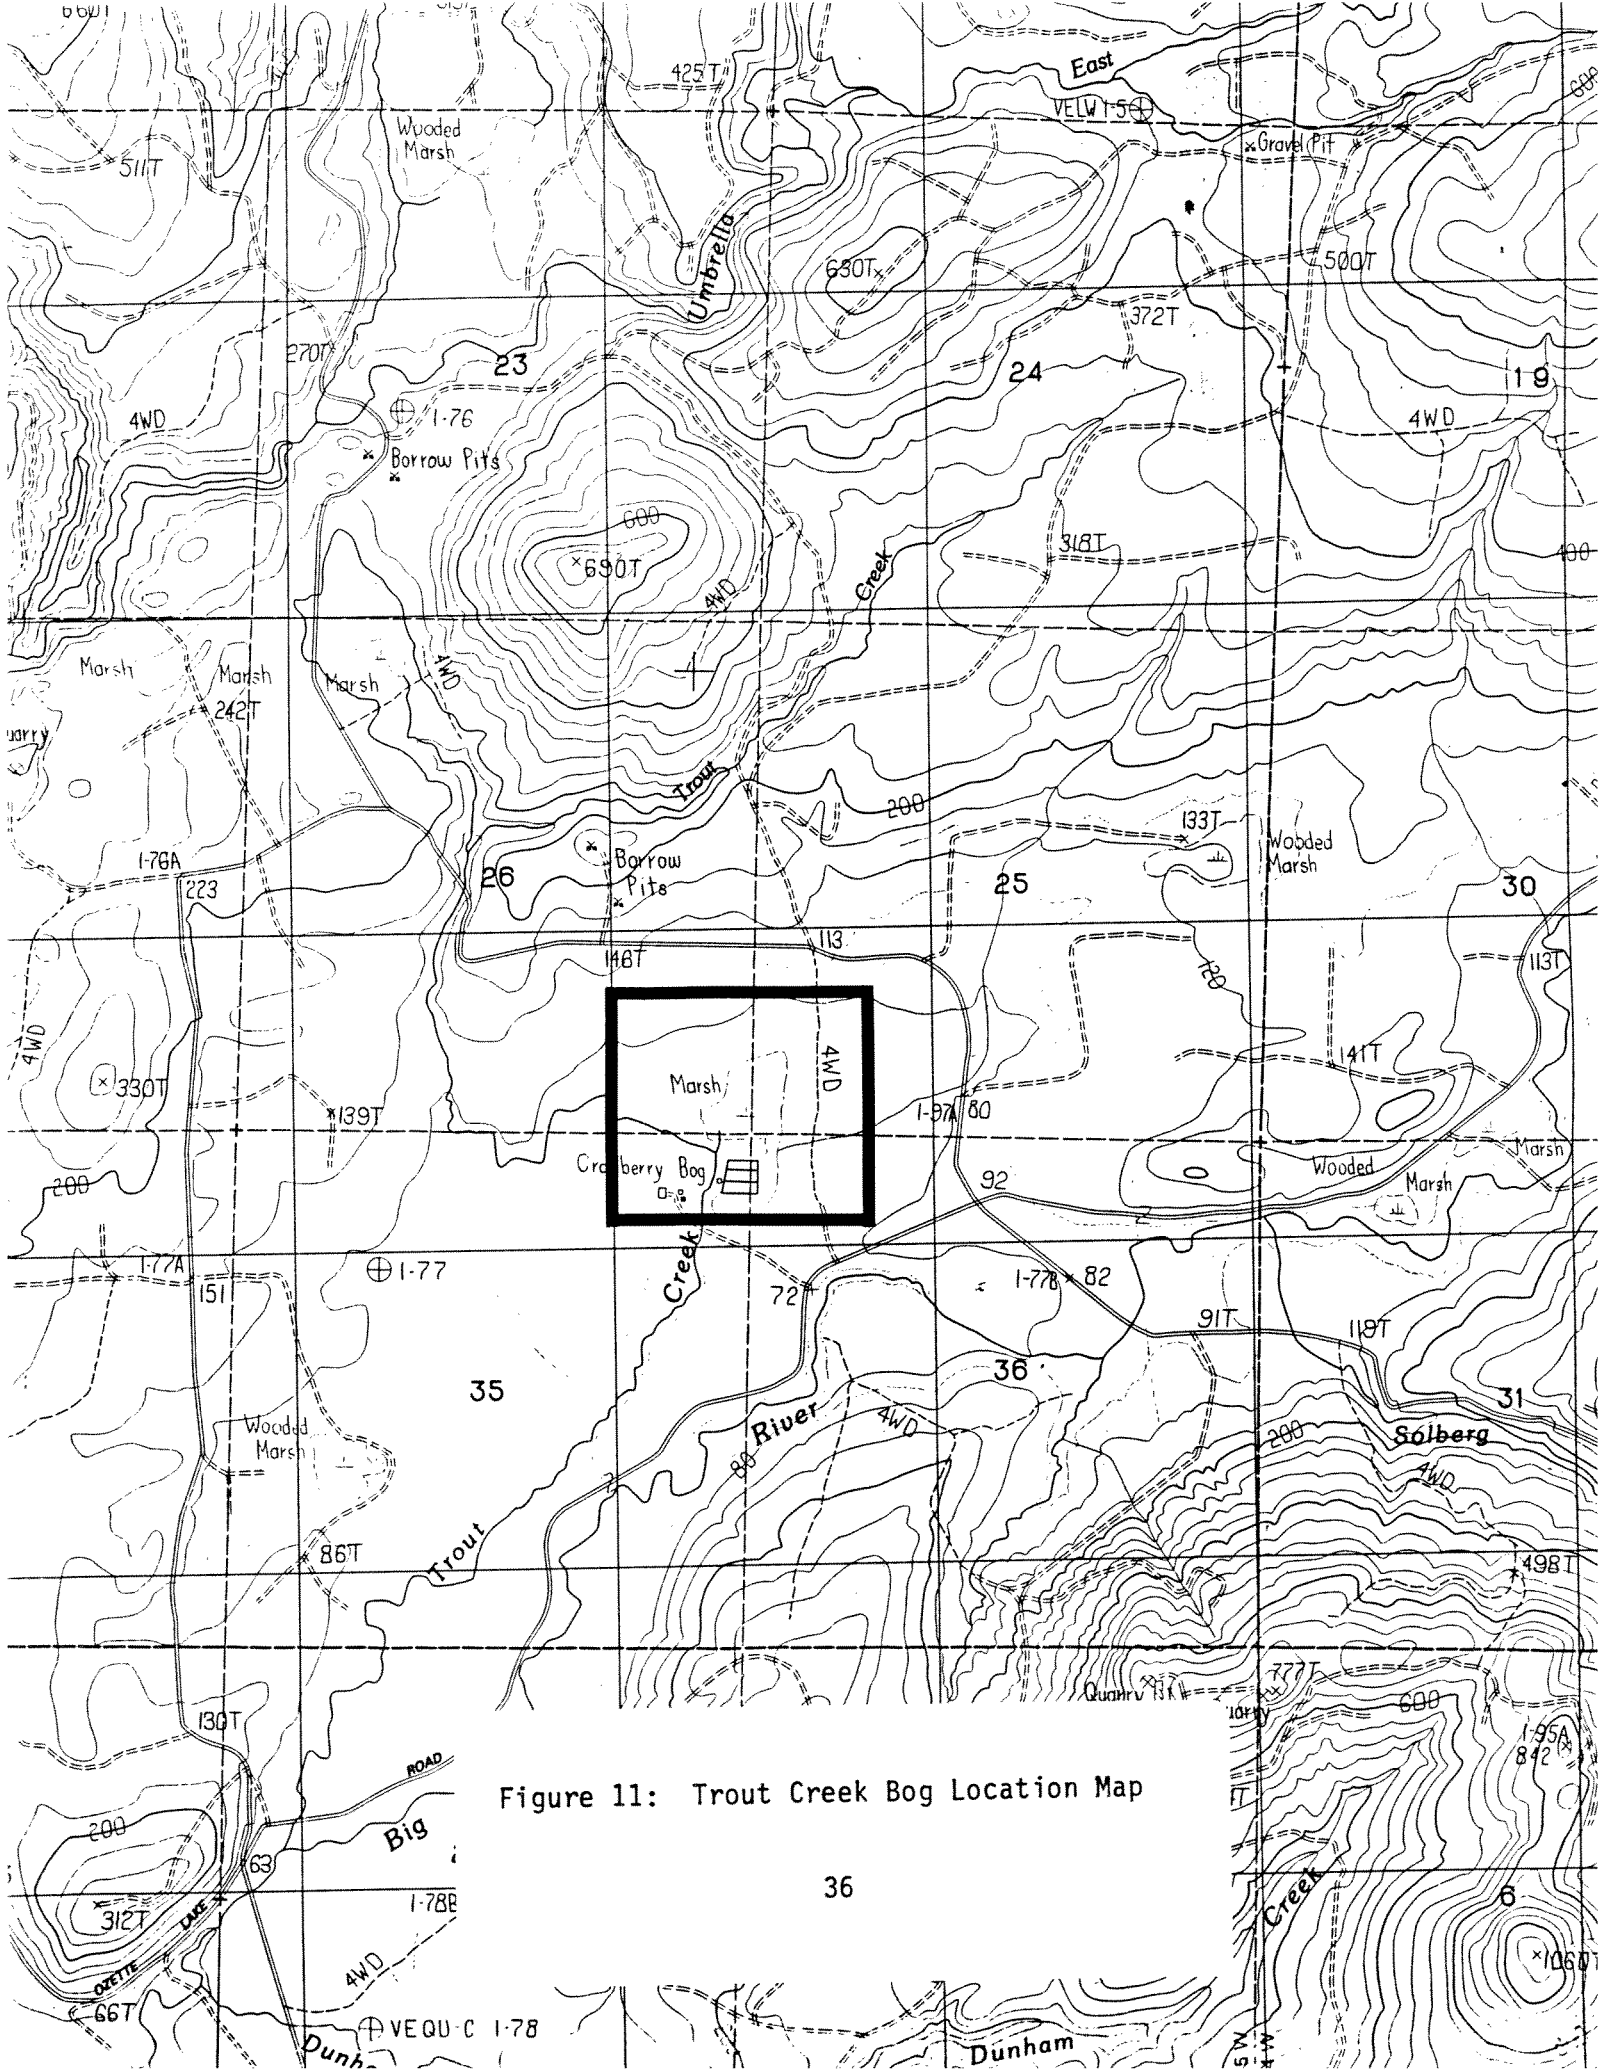 425T
East
VELW 1-5
Wooded
Marsh
Gravel Pit
600
511T
Umbrella
630T
500T
372T
270T
23
24
19
4WD
1-76
4WD
Borrow Pits
600
690T
318T
400
Creek
4WD
Marsh
Marsh
Marsh
4WD
242T
Trout
200
133T
Wooded
Marsh
1-76A
223
26
Borrow
Pits
25
30
146T
113
113T
120
4WD
4WD
141T
330T
Marsh
139T
1-97A
80
Cranberry Bog
Wooded
Marsh
Marsh
200
92
Creek
1-77A
1-77
151
72
1-77B
82
91T
119T
35
36
31
River
4WD
80
Wooded
Marsh
200
Solberg
4WD
Trout
86T
498T
777T
Quarry
600
130T
1-95A
842
ROAD
Figure 11: Trout Creek Bog Location Map
200
Big
63
36
Creek
6
312T
LAKE
1-78B
1060T
OZETTE
4WD
66T
VEQU-C 1-78
Dunham